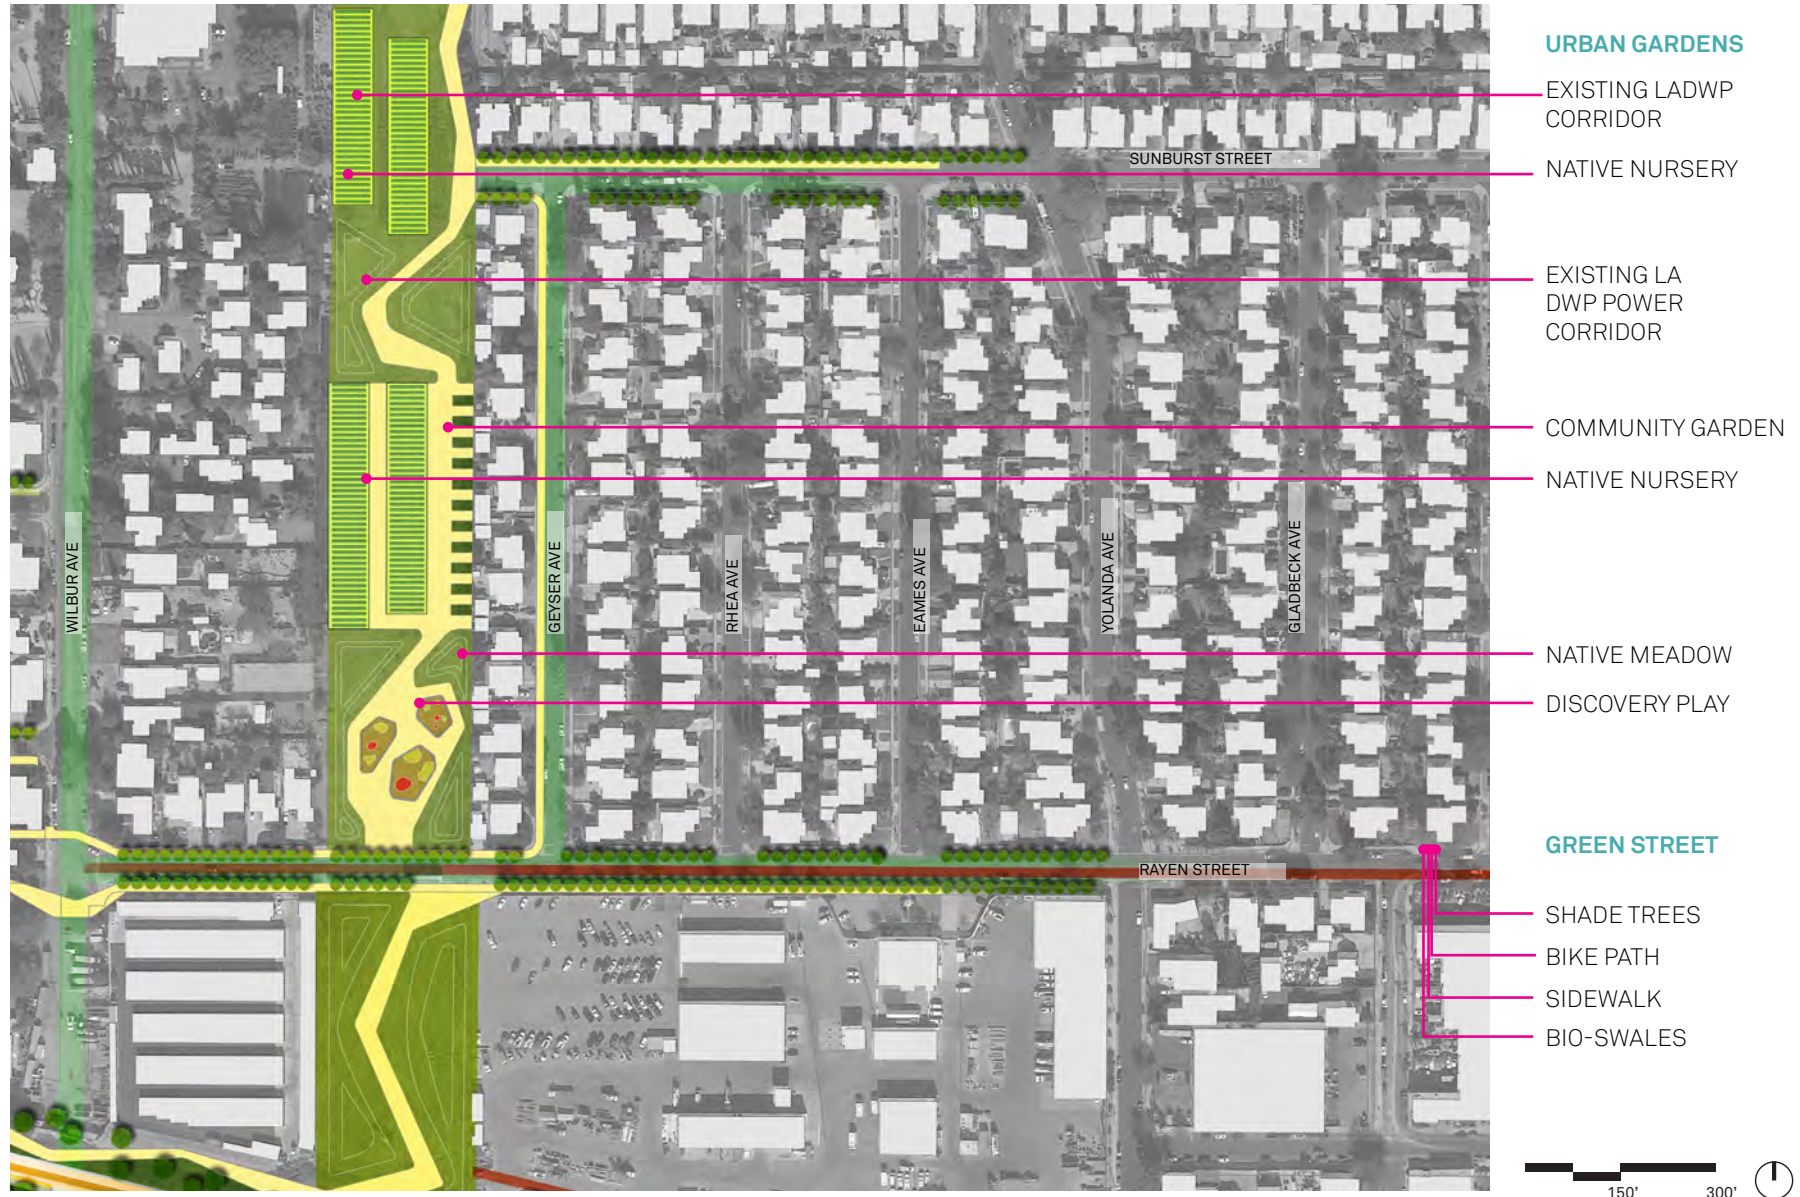 URBAN GARDENS
EXISTING LADWP
CORRIDOR
NATIVE NURSERY
EXISTING LA
DWP POWER
CORRIDOR
COMMUNITY GARDEN
NATIVE NURSERY
NATIVE MEADOW
DISCOVERY PLAY
GREEN STREET
SHADE TREES
BIKE PATH
SIDEWALK
BIO-SWALES
SUNBURST STREET
WILBUR AVE
GEYSER AVE
RHEA AVE
EAMES AVE
YOLANDA AVE
GLADBECK AVE
RAYEN STREET
150' 300'